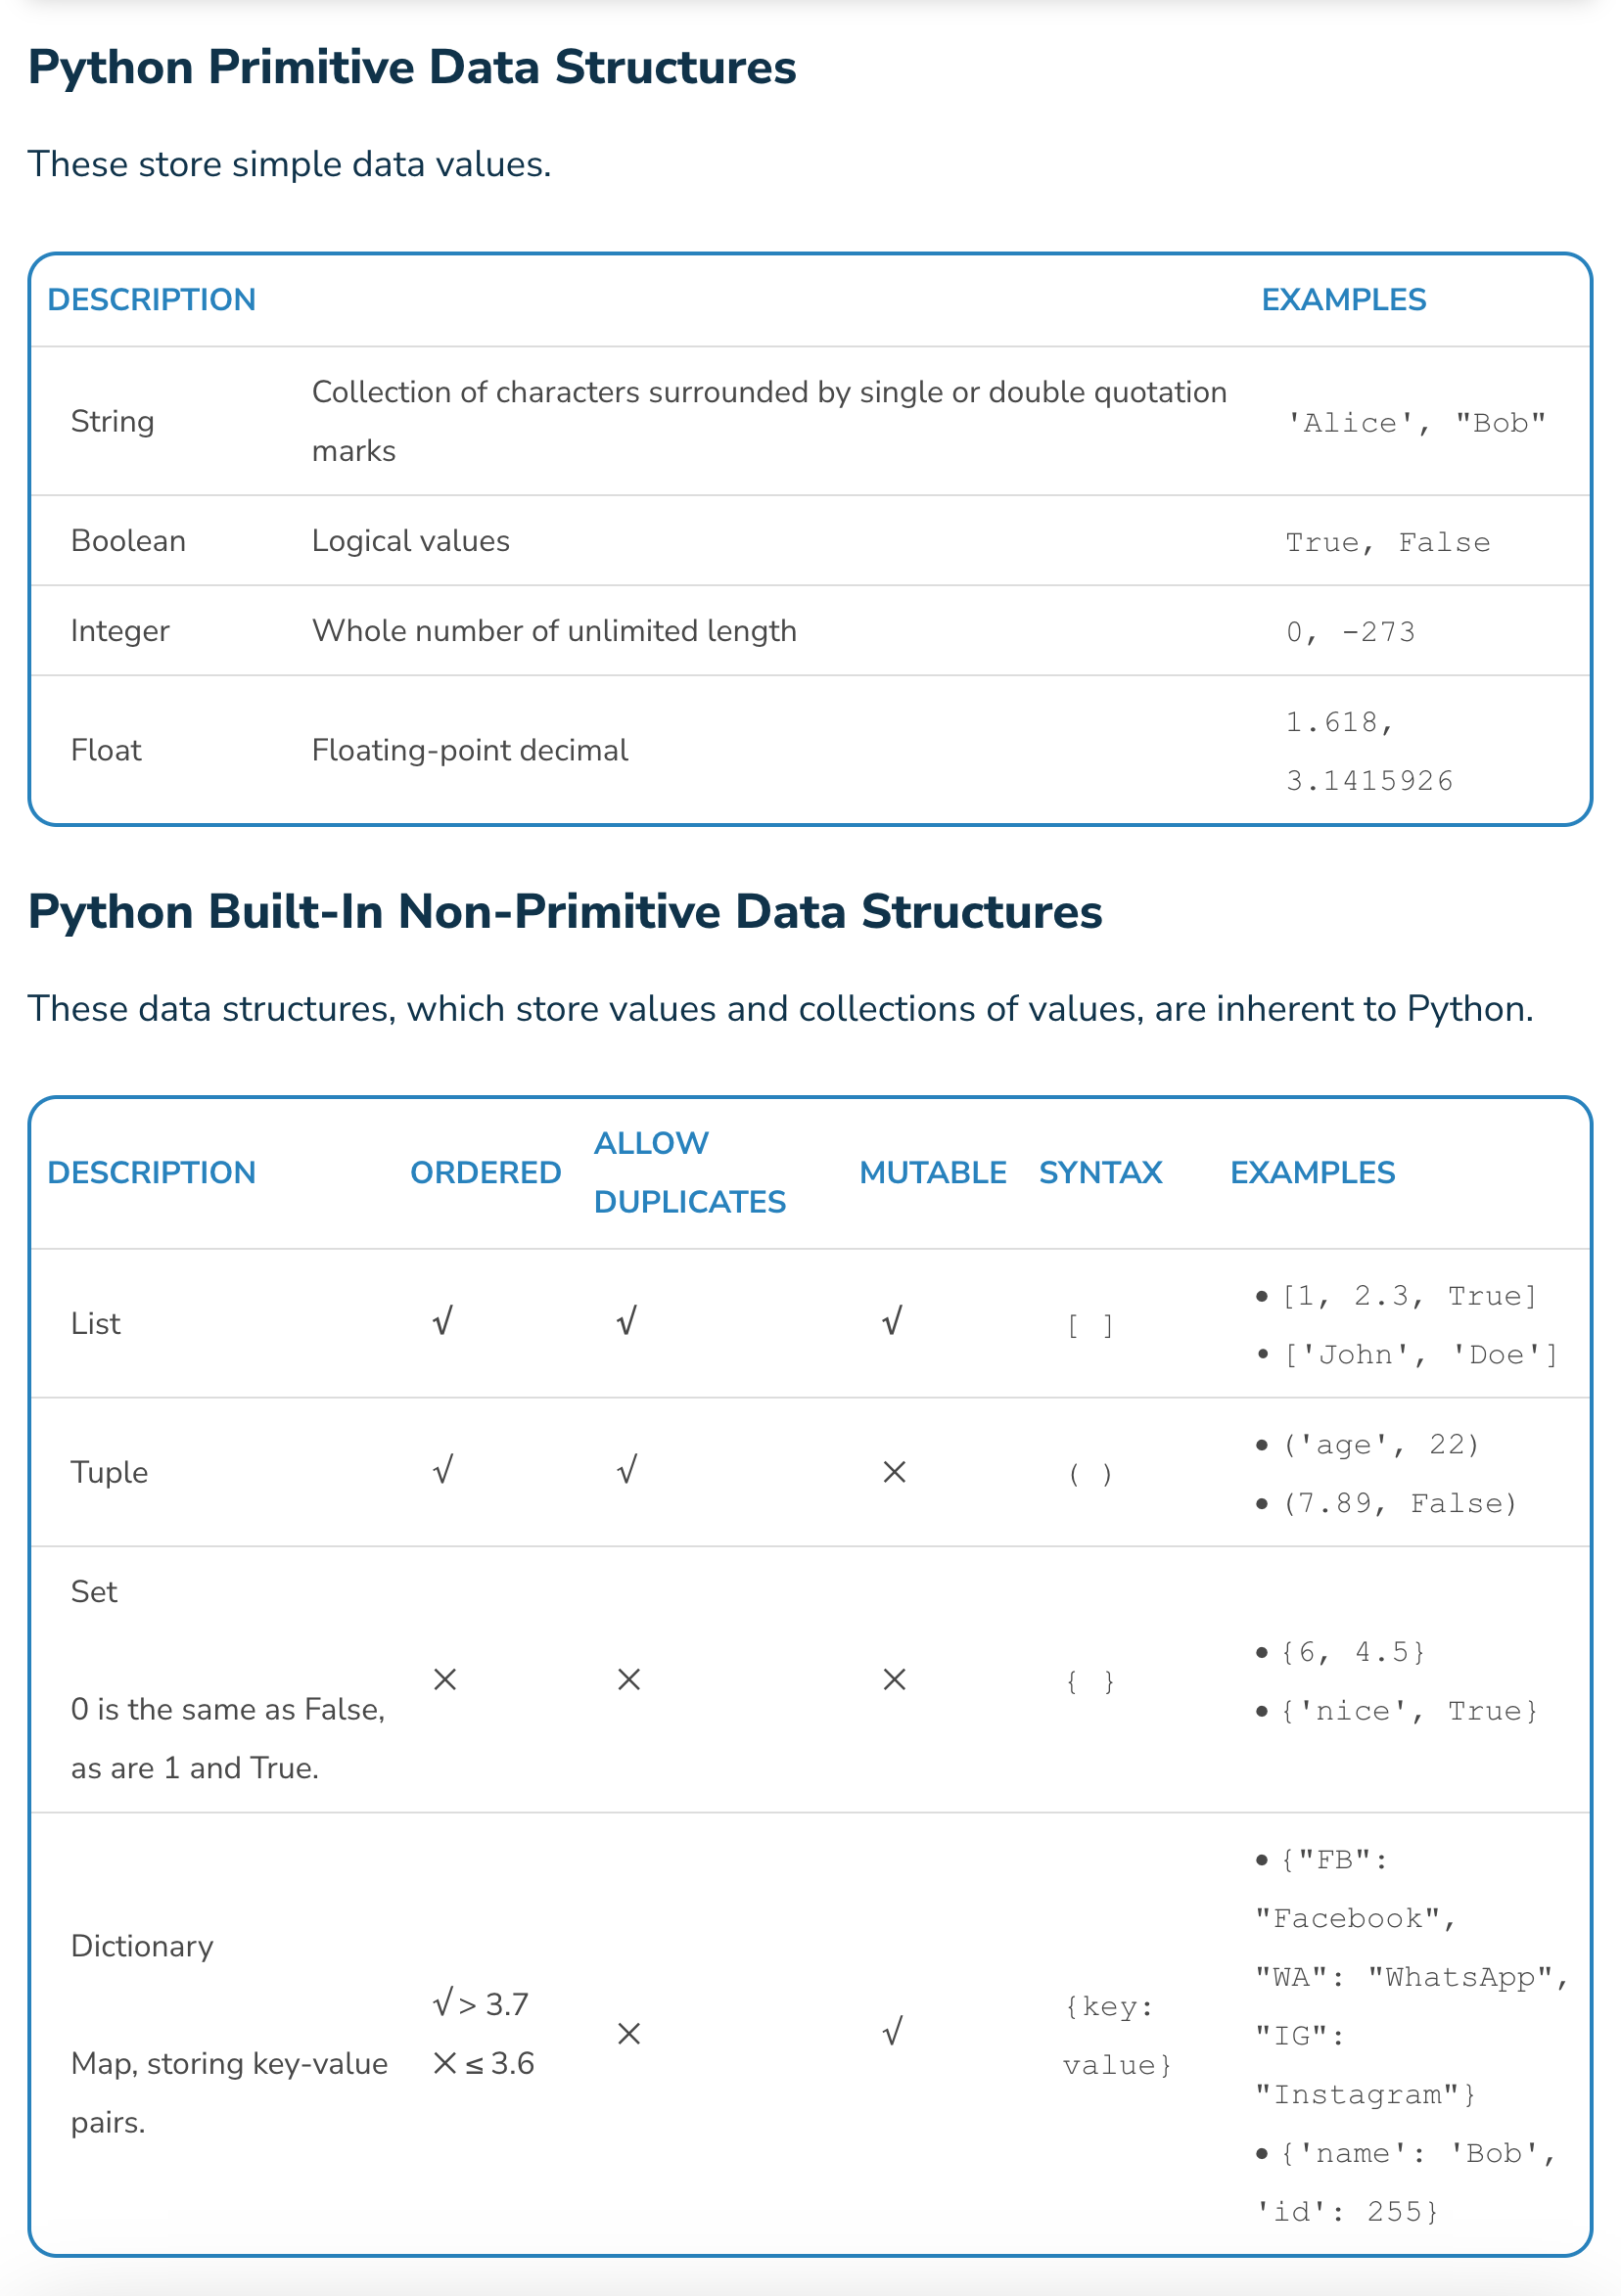 Python Primitive Data Structures
These store simple data values.
DESCRIPTION EXAMPLES
String
Collection of characters surrounded by single or double quotation
marks
'Alice', "Bob"
Boolean Logical values True, False
Integer Whole number of unlimited length 0, -273
Float Floating-point decimal
1.618,
3.1415926
Python Built-In Non-Primitive Data Structures
These data structures, which store values and collections of values, are inherent to Python.
DESCRIPTION ORDERED
ALLOW
DUPLICATES
MUTABLE SYNTAX EXAMPLES
List √ √ √ [ ]
• [1, 2.3, True]
• ['John', 'Doe']
Tuple √ √ × ( )
• ('age', 22)
• (7.89, False)
Set
0 is the same as False,
as are 1 and True.
× × × { }
• {6, 4.5}
• {'nice', True}
Dictionary
Map, storing key-value
pairs.
√ > 3.7
× ≤ 3.6
× √
{key:
value}
• {"FB":
"Facebook",
"WA": "WhatsApp",
"IG":
"Instagram"}
• {'name': 'Bob',
'id': 255}